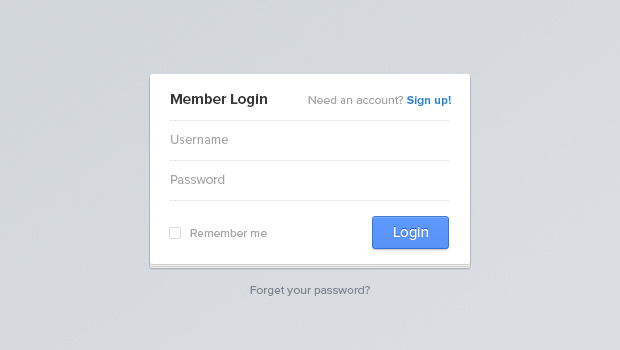 Member Login
Need an account? Sign up!
Username
Password
Remember me
Login
Forget your password?